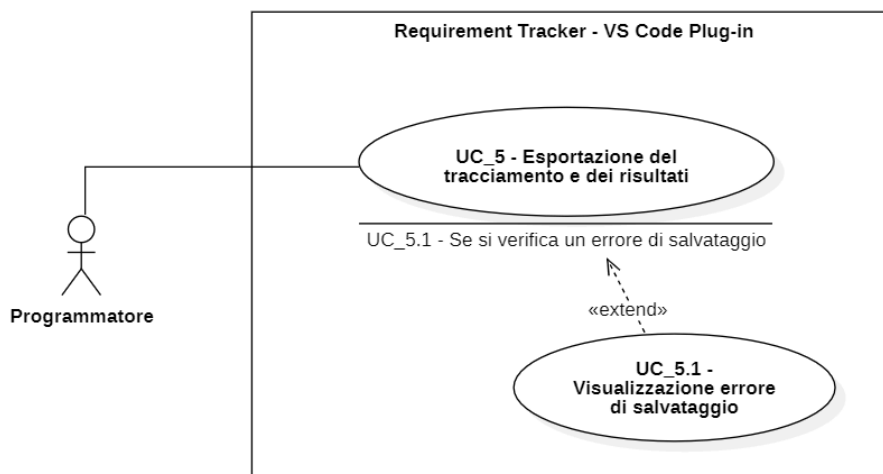 Requirement Tracker - VS Code Plug-in
UC_5 - Esportazione del
tracciamento e dei risultati
UC_5.1 - Se si verifica un errore di salvataggio
Programmatore
«extend»
UC_5.1 -
Visualizzazione errore
di salvataggio